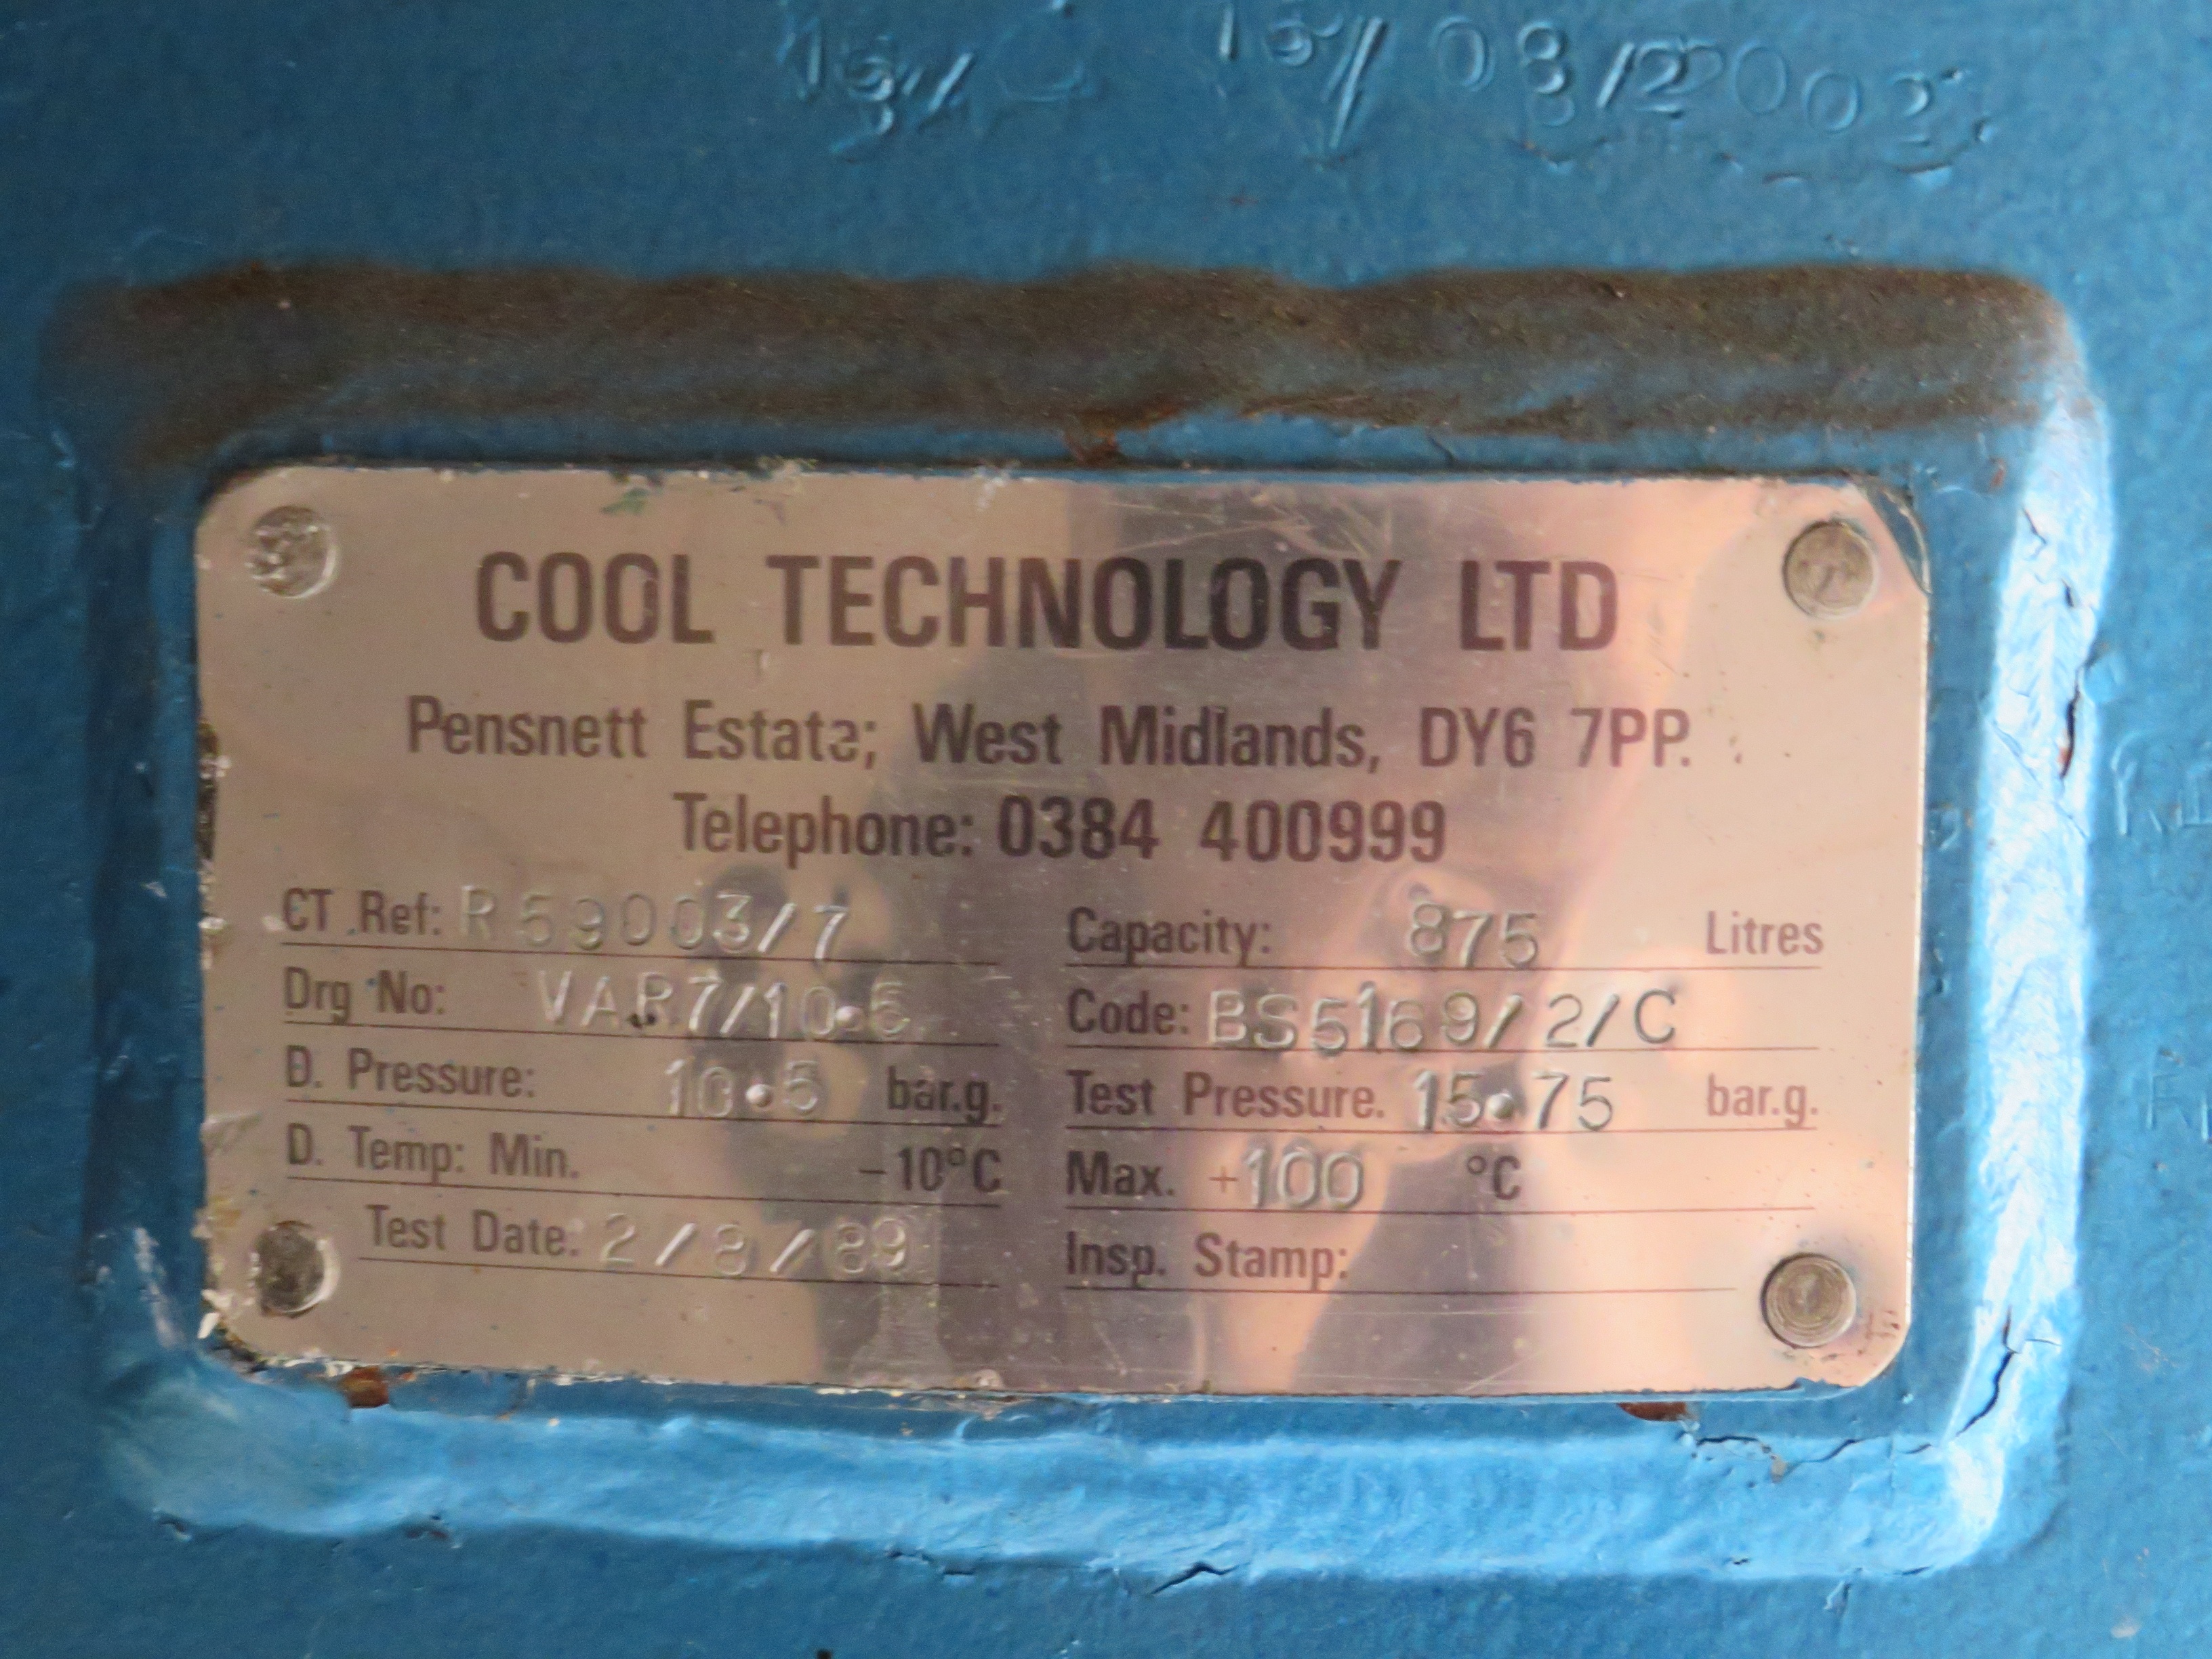 COOL TECHNOLOGY LTD
Pensnett Estate; West Midlands, DY6 7PP.
Telephone: 0384 400999
CT.Ref: R59003/7 Capacity: 875 Litres
Drg No: VAR7/10.5 Code: BS5169/2/C
D. Pressure: 10.5 bar.g. Test Pressure. 15.75 bar.g.
D. Temp: Min. -10°C Max. +100 °C
Test Date: 2/8/89 Insp. Stamp: